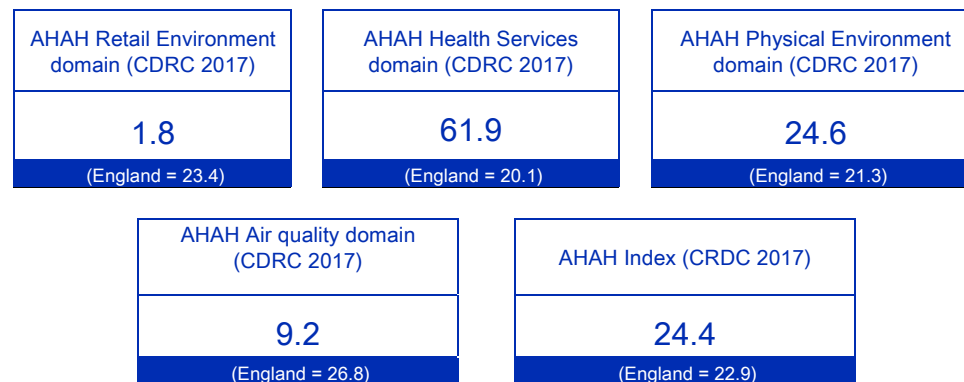 AHAH Retail Environment
domain (CDRC 2017)
1.8
(England = 23.4)
AHAH Health Services
domain (CDRC 2017)
61.9
(England = 20.1)
AHAH Physical Environment
domain (CDRC 2017)
24.6
(England = 21.3)
AHAH Air quality domain
(CDRC 2017)
9.2
(England = 26.8)
AHAH Index (CRDC 2017)
24.4
(England = 22.9)